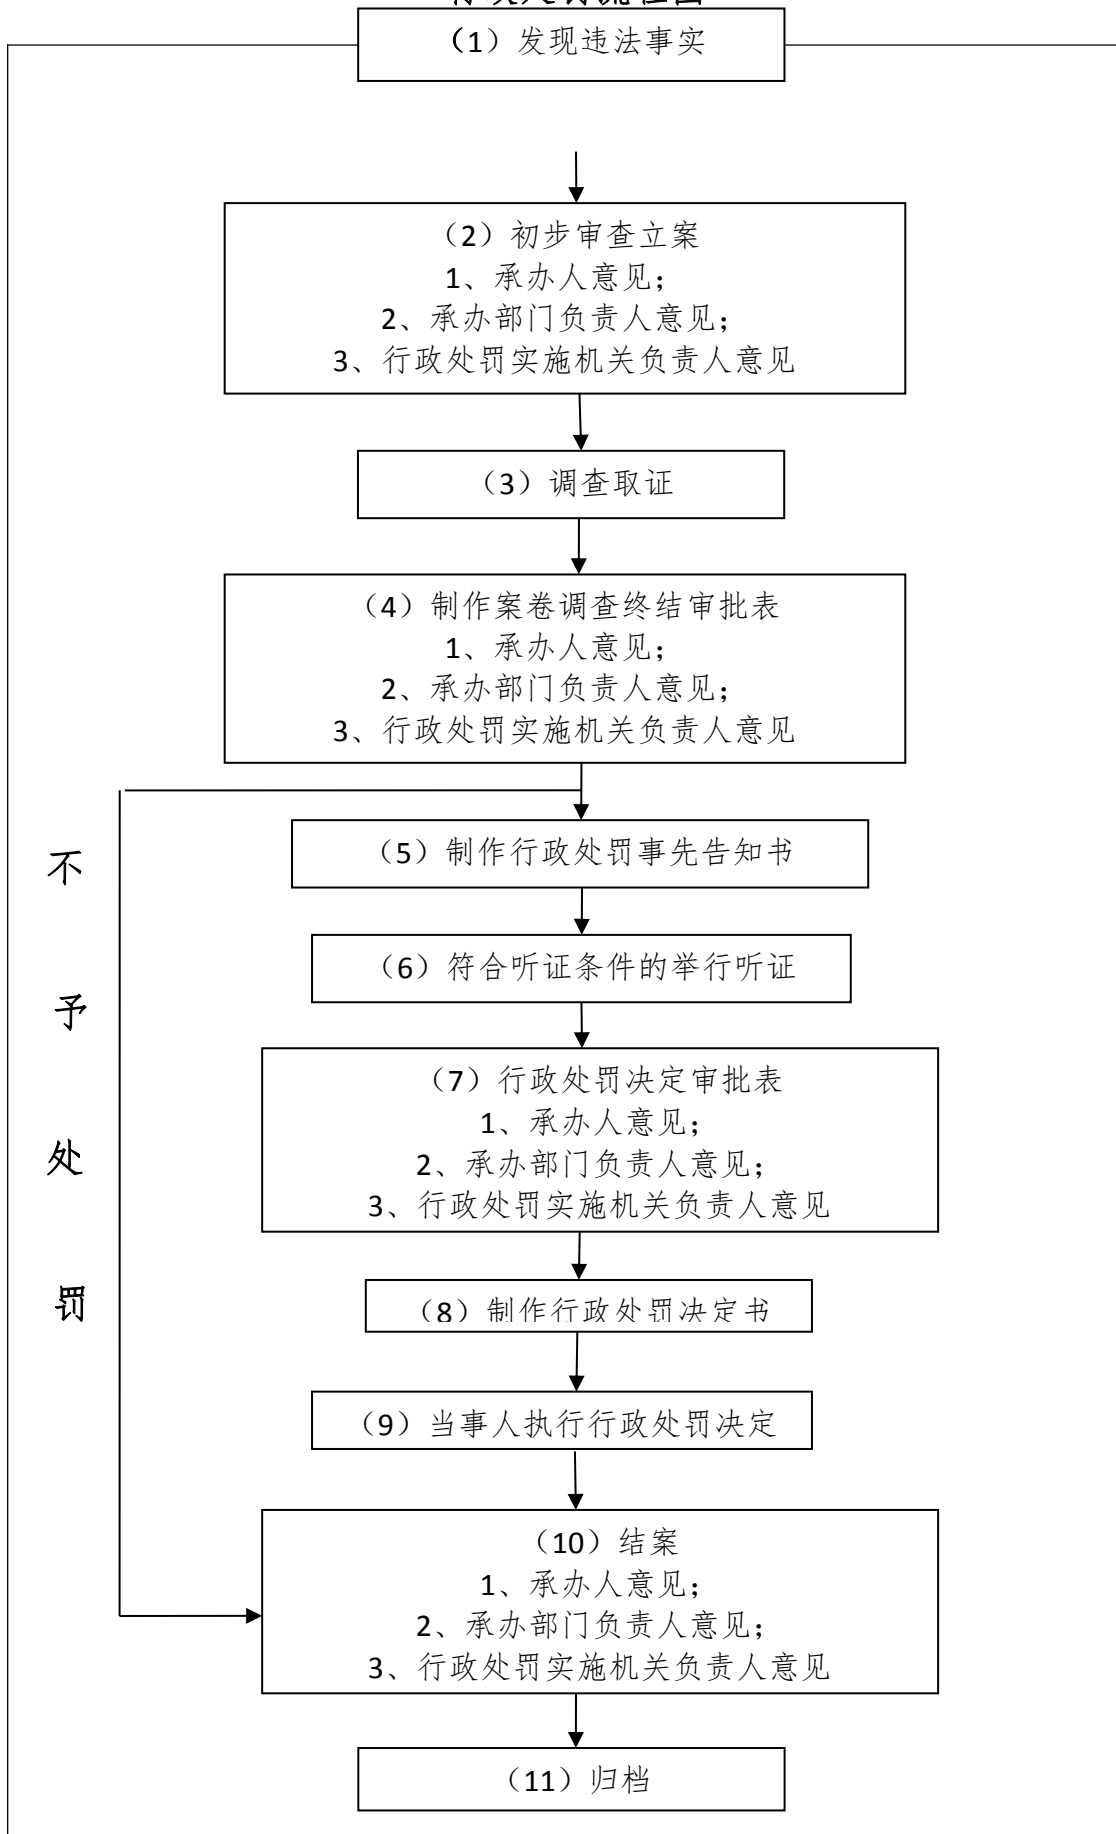 行政处罚流程图
（1）发现违法事实
（2）初步审查立案
1、承办人意见；
2、承办部门负责人意见；
3、行政处罚实施机关负责人意见
（3）调查取证
（4）制作案卷调查终结审批表
1、承办人意见；
2、承办部门负责人意见；
3、行政处罚实施机关负责人意见
（5）制作行政处罚事先告知书
（6）符合听证条件的举行听证
（7）行政处罚决定审批表
1、承办人意见；
2、承办部门负责人意见；
3、行政处罚实施机关负责人意见
（8）制作行政处罚决定书
（9）当事人执行行政处罚决定
（10）结案
1、承办人意见；
2、承办部门负责人意见；
3、行政处罚实施机关负责人意见
（11）归档
不
予
处
罚